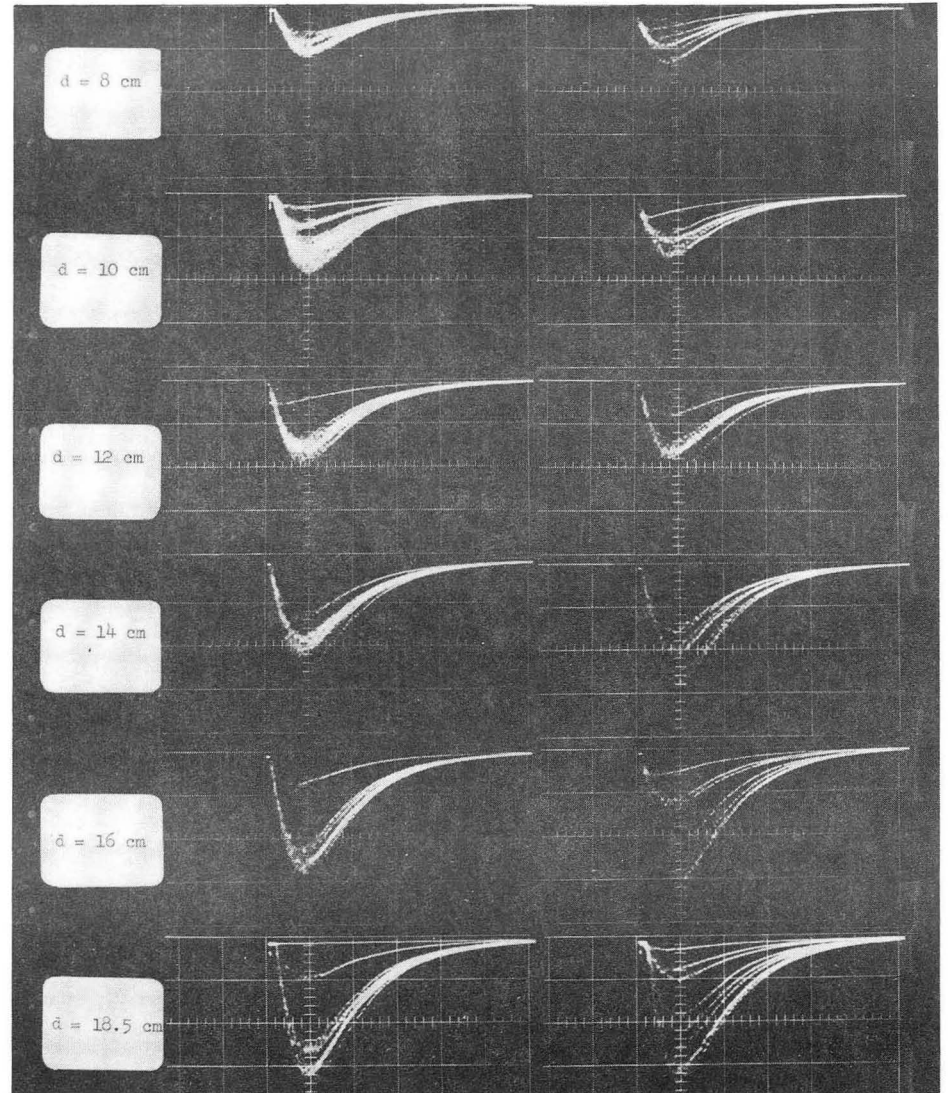 d = 8 cm
d = 10 cm
d = 12 cm
d = 14 cm
d = 16 cm
d = 18.5 cm